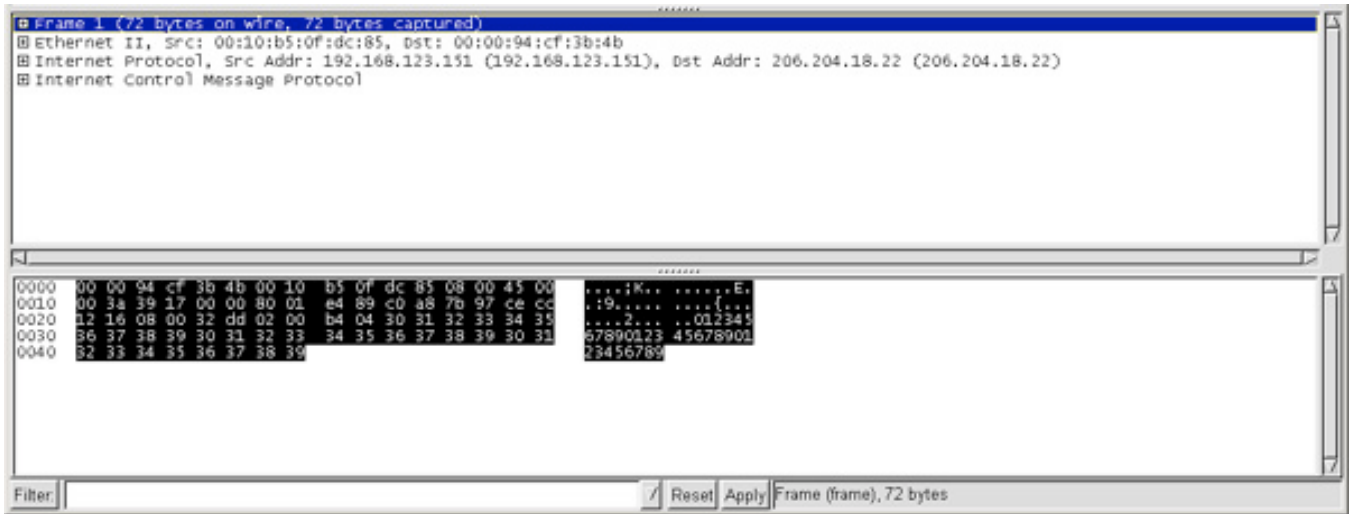 Frame 1 (72 bytes on wire, 72 bytes captured)
Ethernet II, Src: 00:10:b5:0f:dc:85, Dst: 00:00:94:cf:3b:4b
Internet Protocol, Src Addr: 192.168.123.151 (192.168.123.151), Dst Addr: 206.204.18.22 (206.204.18.22)
Internet Control Message Protocol
0000 00 00 94 cf 3b 4b 00 10 b5 0f dc 85 08 00 45 00 ....;K.. ......E.
0010 00 3a 39 17 00 00 80 01 e4 89 c0 a8 7b 97 ce cc .:9..... ....{...
0020 12 16 08 00 32 dd 02 00 b4 04 30 31 32 33 34 35 ....2... ..012345
0030 36 37 38 39 30 31 32 33 34 35 36 37 38 39 30 31 67890123 45678901
0040 32 33 34 35 36 37 38 39 23456789
Filter: / Reset Apply Frame (frame), 72 bytes